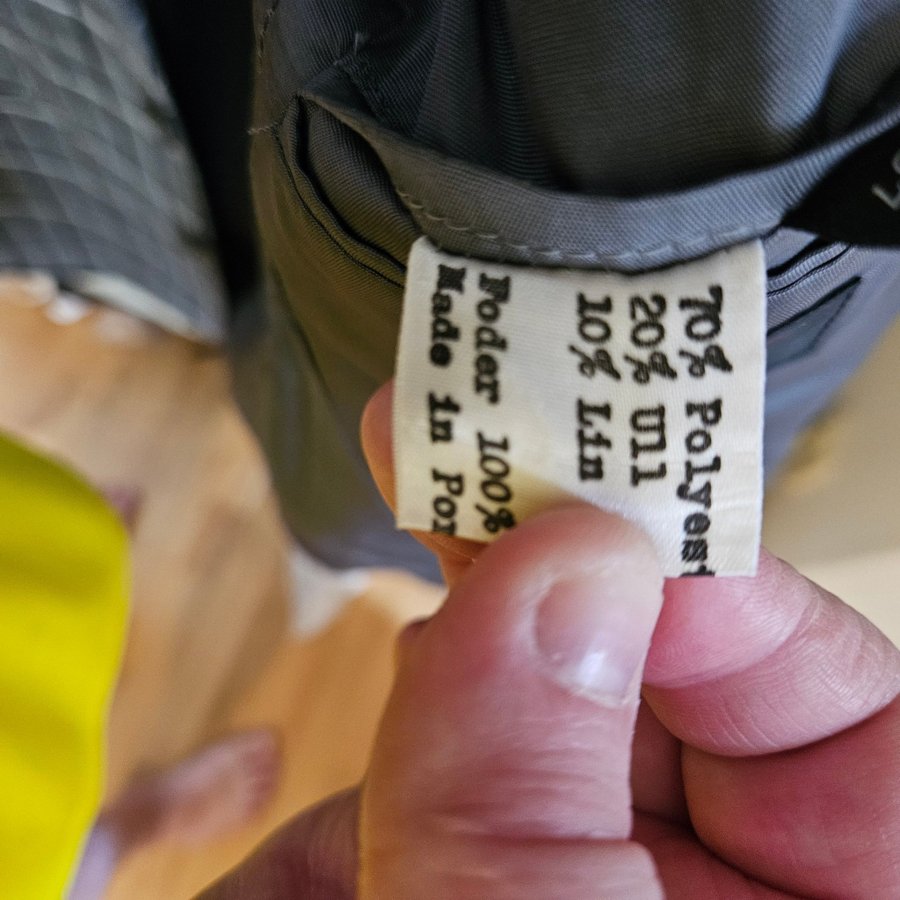 70% Polyest
20% Ull
10% Lin
Foder 100%
Made in Por